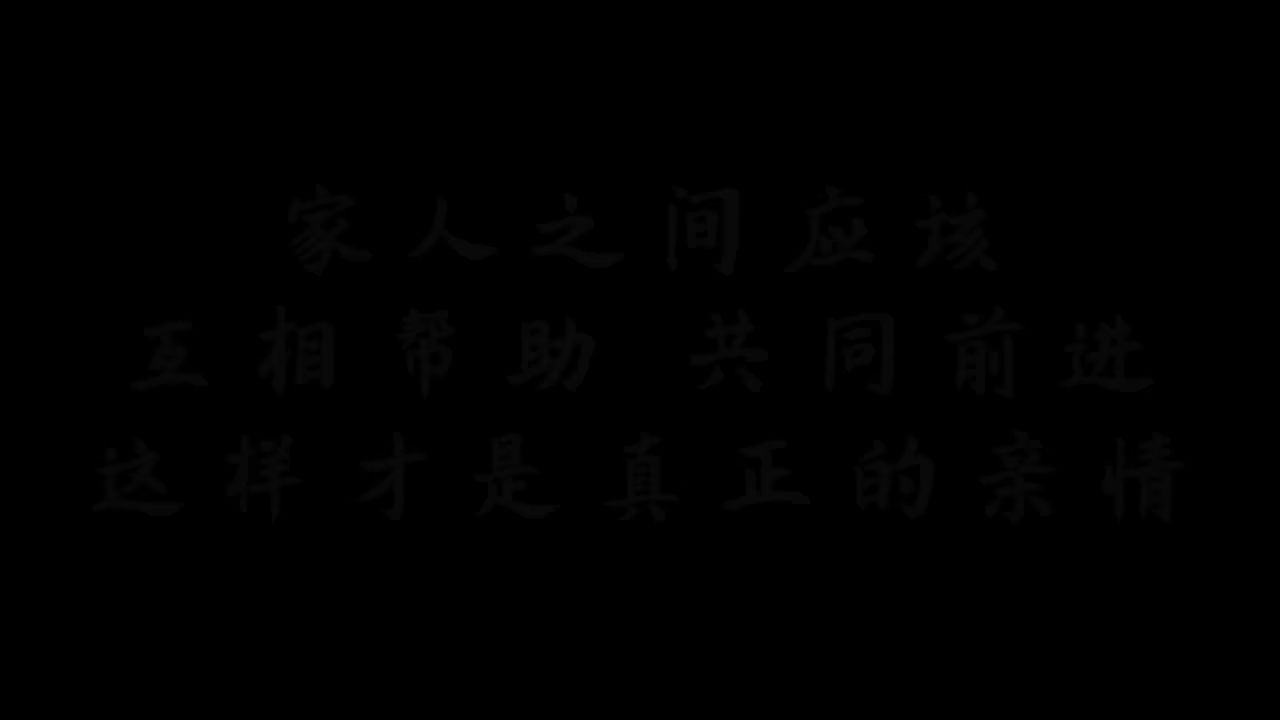 家人之间应该
互相帮助 共同前进
这样才是真正的亲情